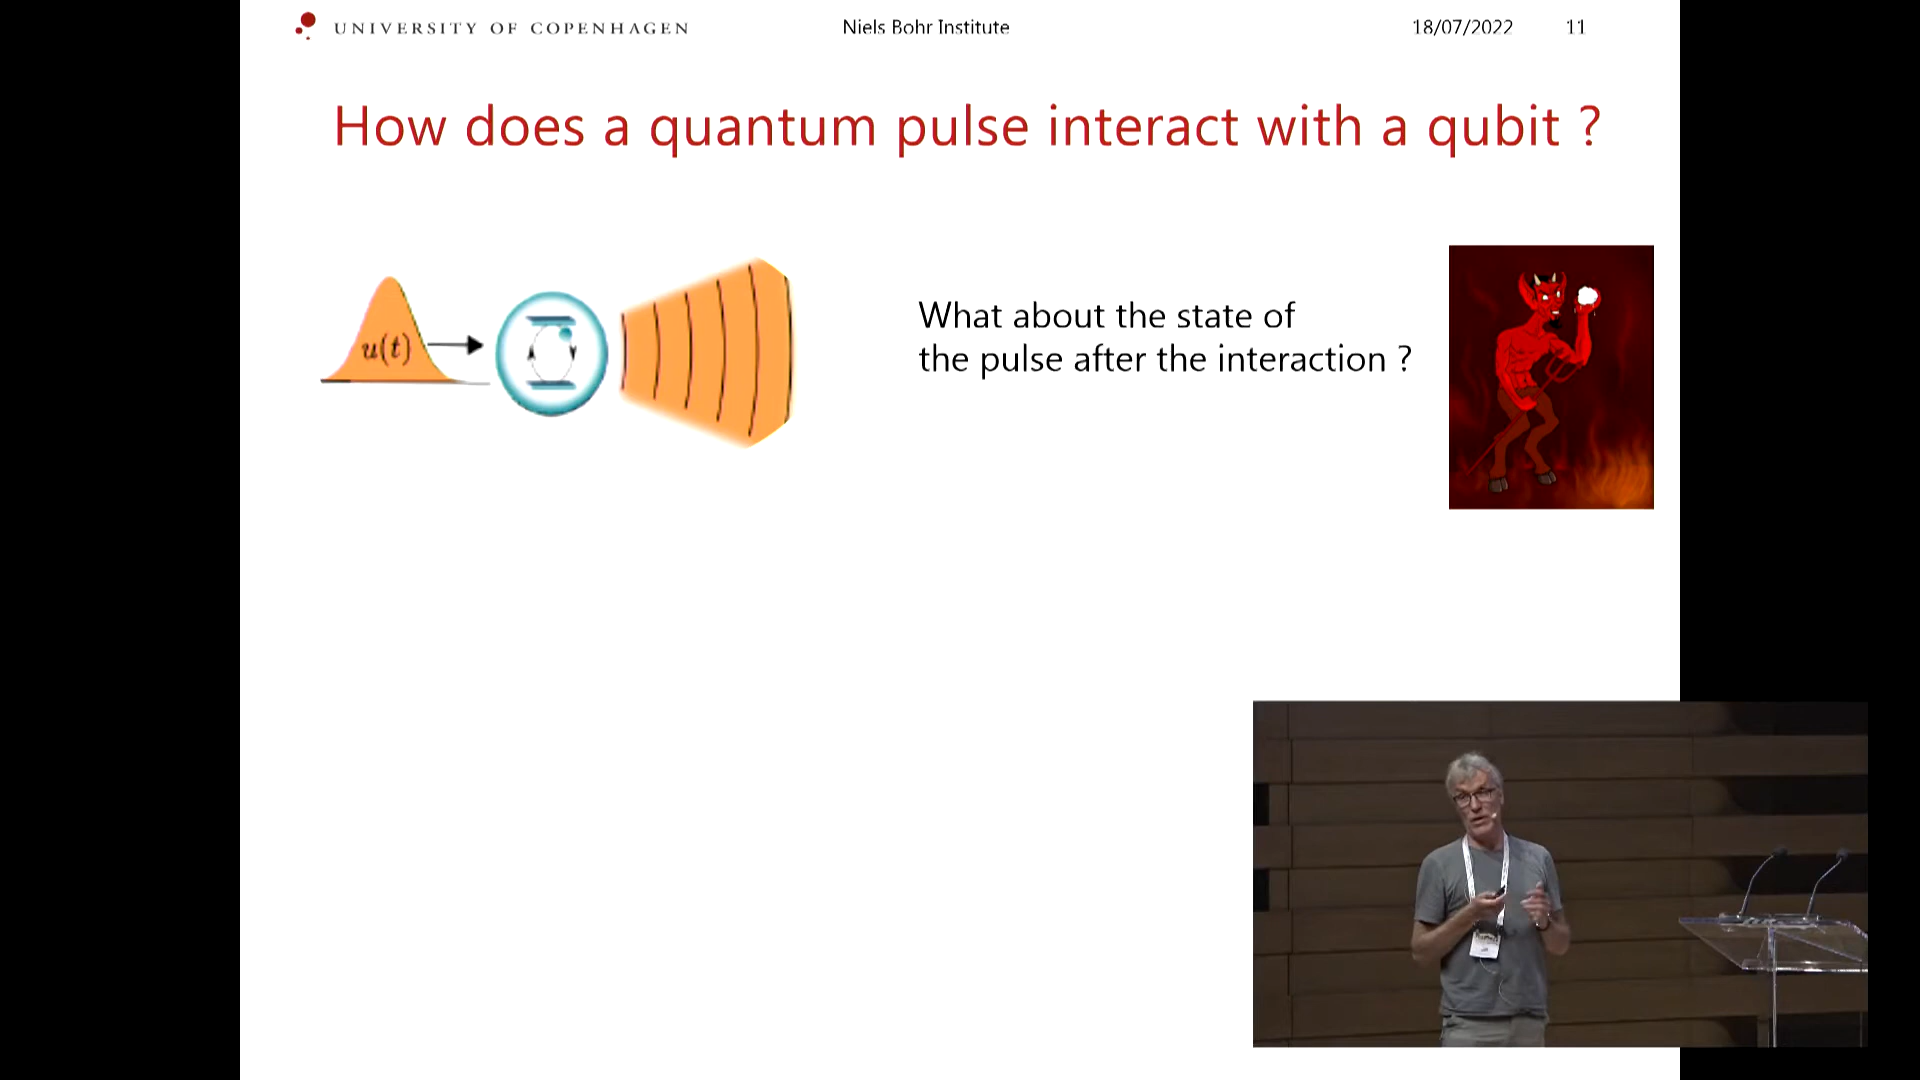 UNIVERSITY OF COPENHAGEN
Niels Bohr Institute
18/07/2022
11
How does a quantum pulse interact with a qubit ?
u(t)
What about the state of
the pulse after the interaction ?